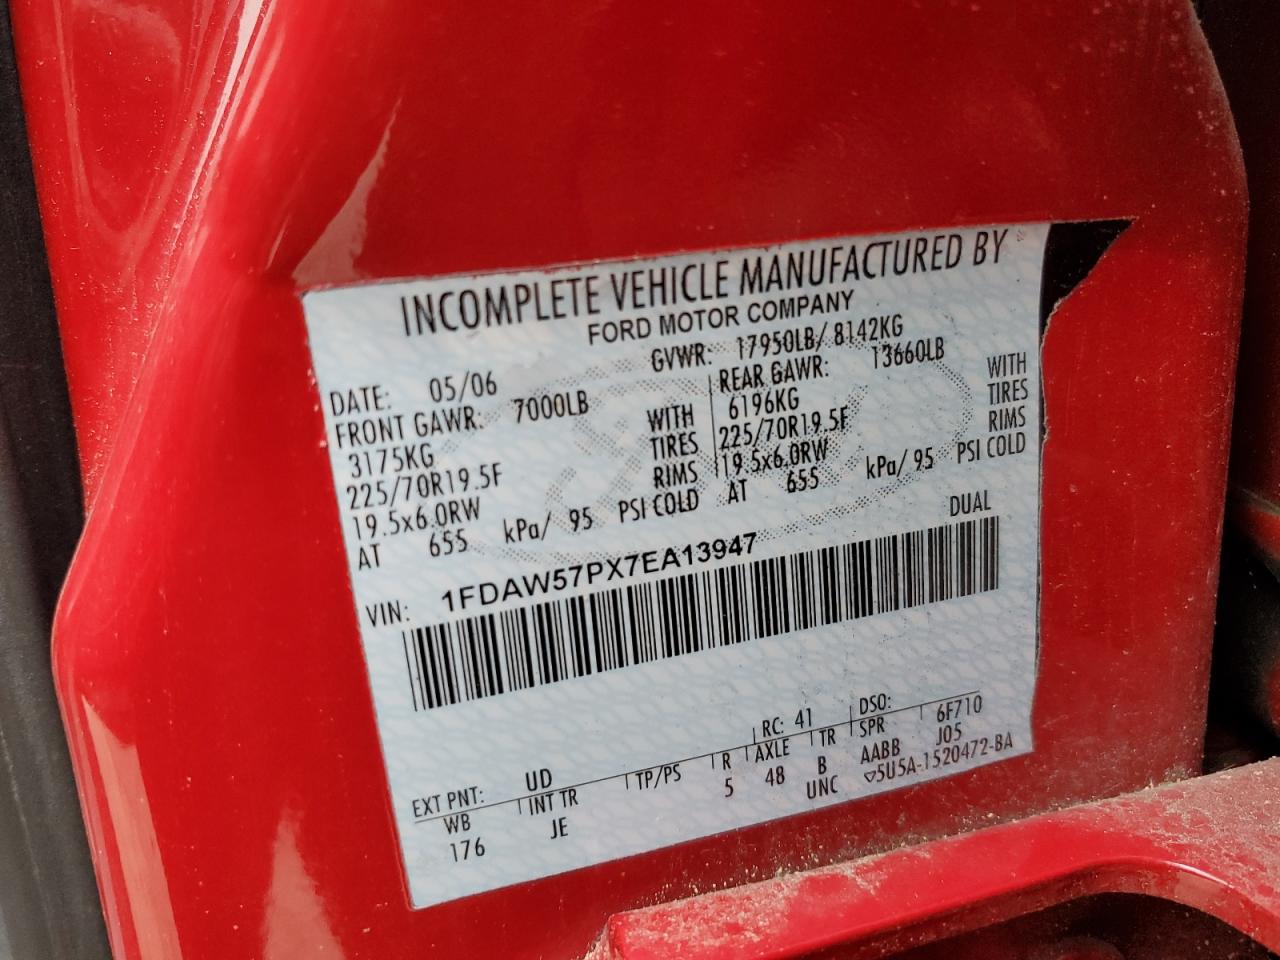 INCOMPLETE VEHICLE MANUFACTURED BY
FORD MOTOR COMPANY
DATE: 05/06 GVWR: 17950LB/ 8142KG
FRONT GAWR: 7000LB REAR GAWR: 13660LB
3175KG WITH 6196KG WITH
225/70R19.5F TIRES 225/70R19.5F TIRES
19.5x6.0RW RIMS 19.5x6.0RW RIMS
AT 655 kPa/ 95 PSI COLD AT 655 kPa/ 95 PSI COLD
DUAL
VIN: 1FDAW57PX7EA13947
EXT PNT: UD RC: 41 DSO: 6F710
WB INT TR TP/PS R AXLE TR SPR J05
176 JE 5 48 B AABB
UNC ▽5U5A-1520472-BA